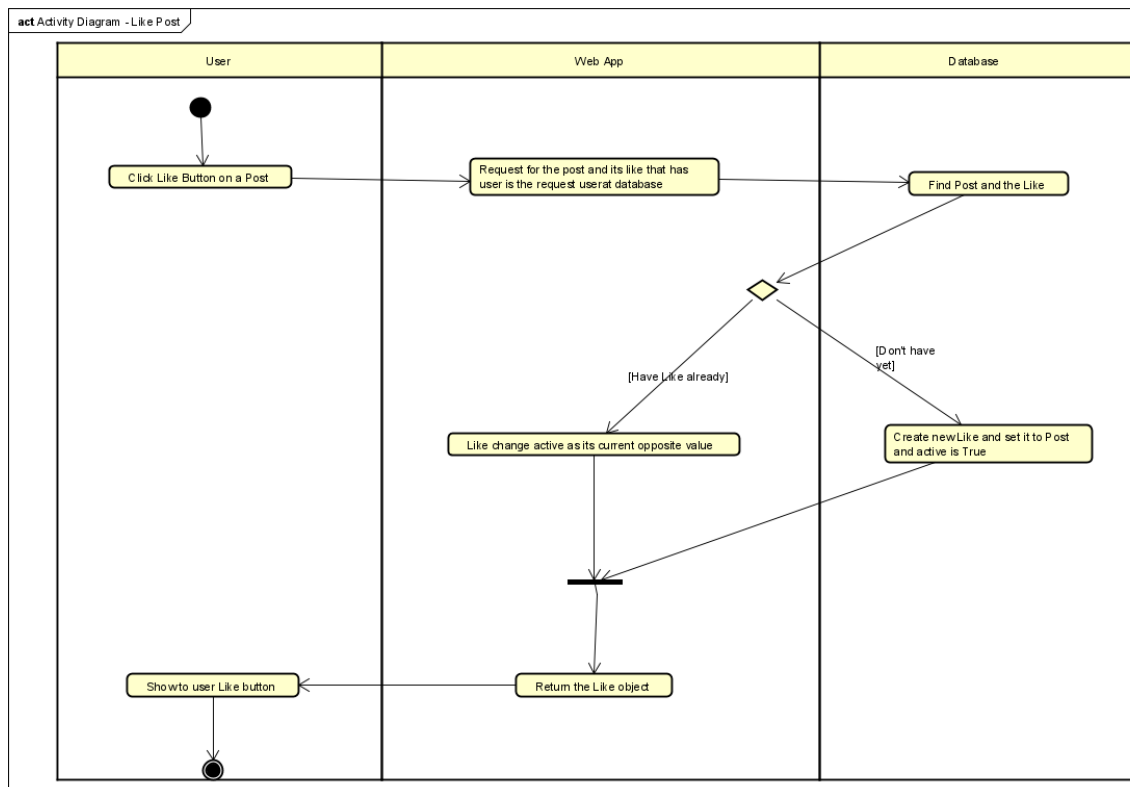 act Activity Diagram - Like Post
User
Web App
Database
Click Like Button on a Post
Request for the post and its like that has
user is the request userat database
Find Post and the Like
[Don't have
yet]
[Have Like already]
Like change active as its current opposite value
Create new Like and set it to Post
and active is True
Show to user Like button
Return the Like object